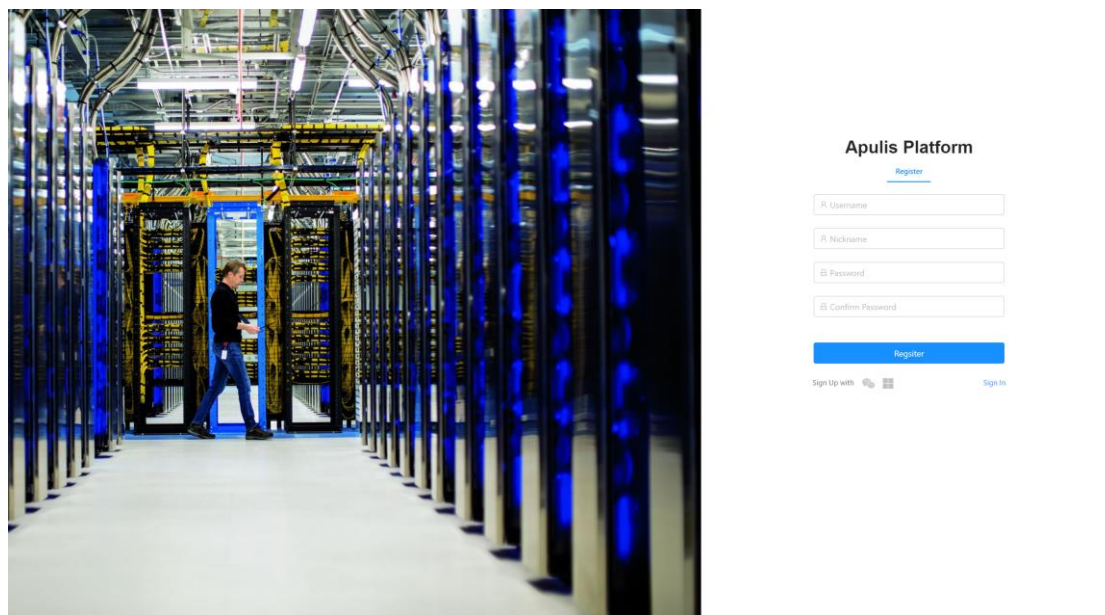 Apulis Platform
Register
Username
Nickname
Password
Confirm Password
Regsiter
Sign Up with
Sign In